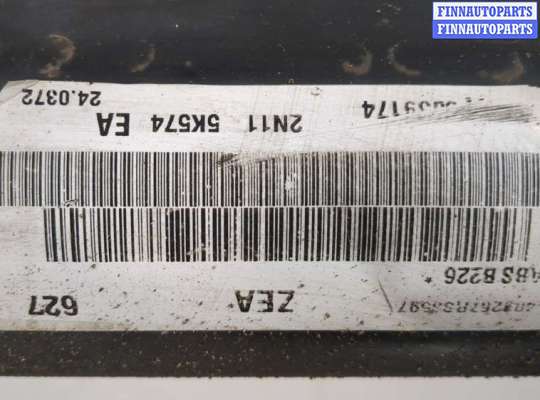 FINNAUTOPARTS
FINNAUTOPARTS
627 ZEA
ABS B226
2N11 5K574 EA
24.0372